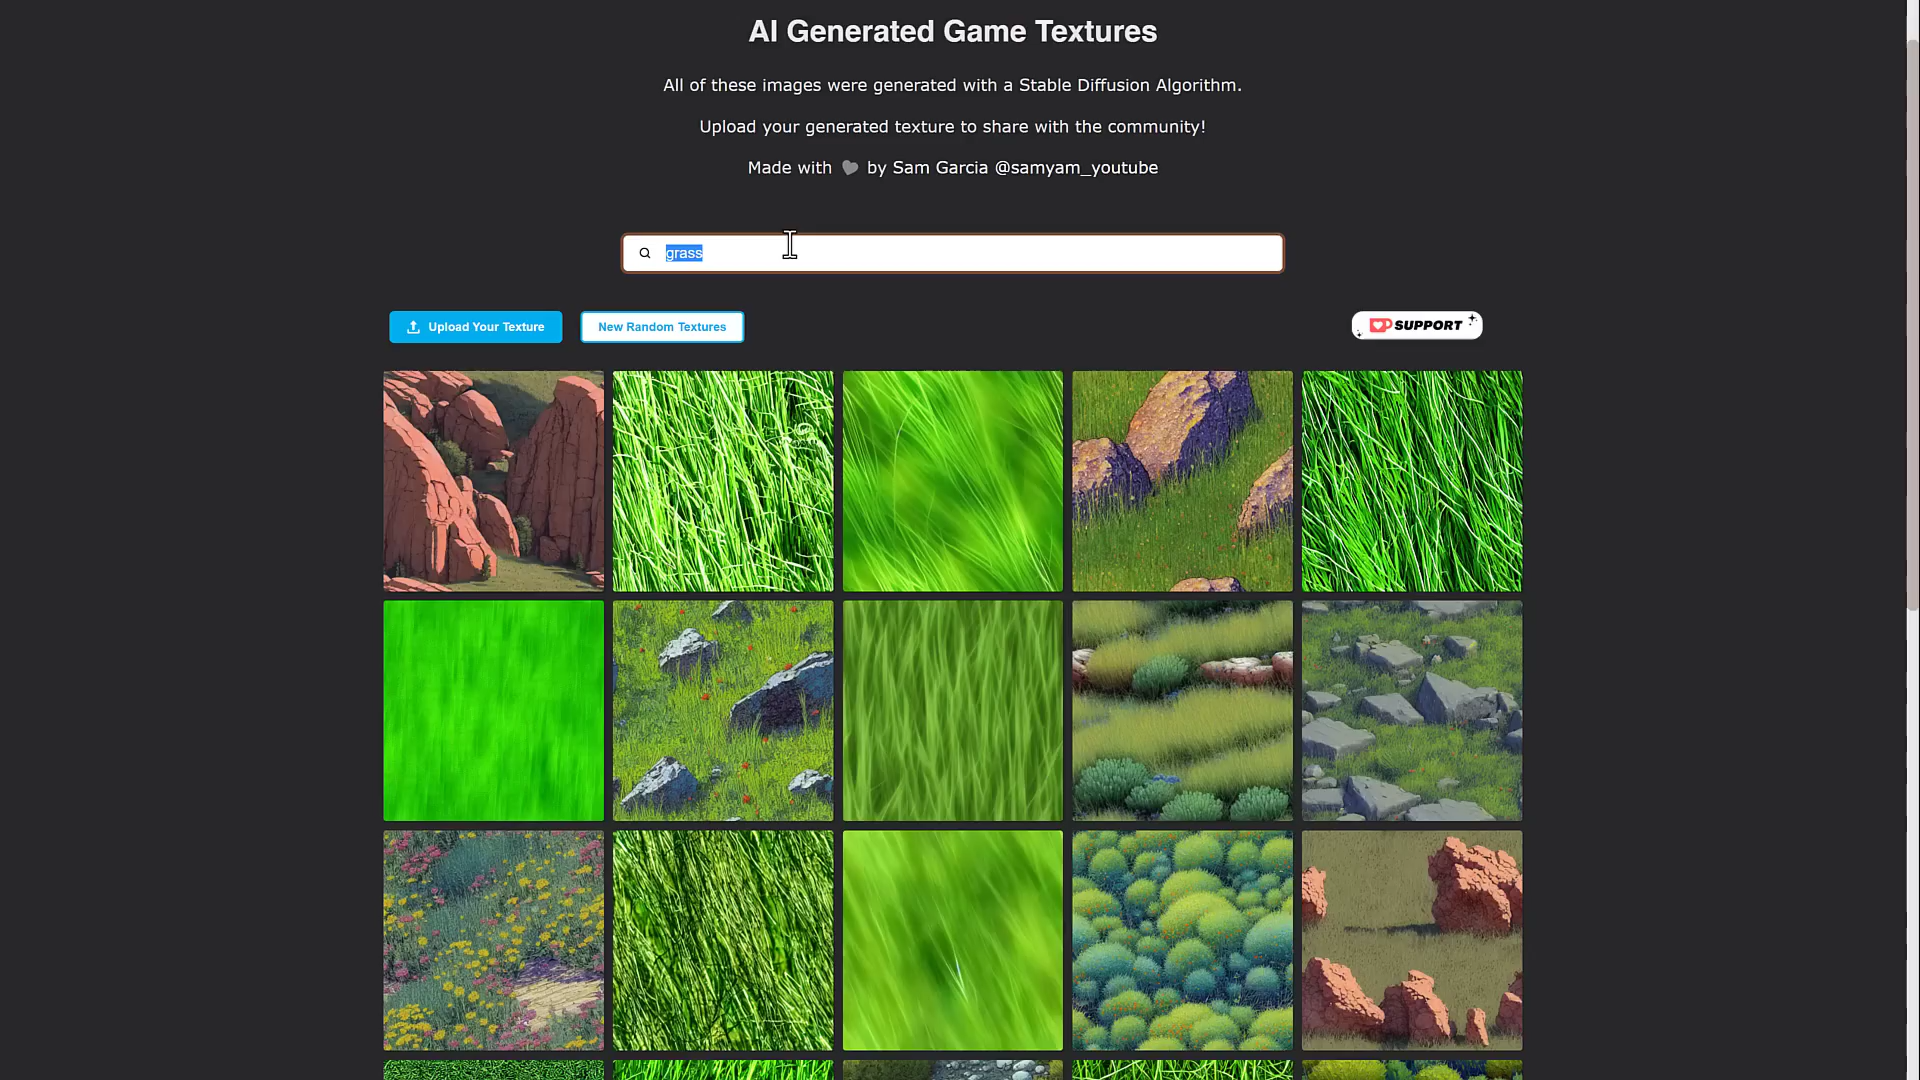 AI Generated Game Textures
All of these images were generated with a Stable Diffusion Algorithm.
Upload your generated texture to share with the community!
Made with 🖤 by Sam Garcia @samyam_youtube
grass
Upload Your Texture
New Random Textures
SUPPORT